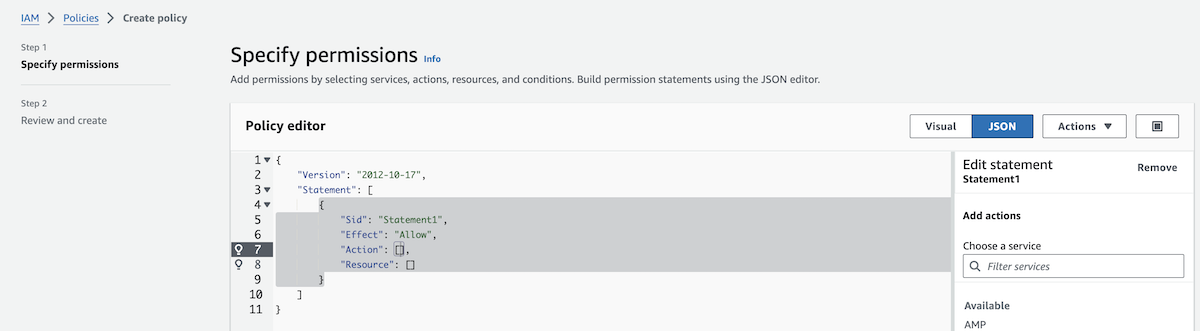 IAM > Policies > Create policy
Step 1
Specify permissions
Step 2
Review and create
Specify permissions Info
Add permissions by selecting services, actions, resources, and conditions. Build permission statements using the JSON editor.
Policy editor
Visual JSON Actions
1 {
2 "Version": "2012-10-17",
3 "Statement": [
4 {
5 "Sid": "Statement1",
6 "Effect": "Allow",
7 "Action": [],
8 "Resource": []
9 }
10 ]
11 }
Edit statement Remove
Statement1
Add actions
Choose a service
Filter services
Available
AMP